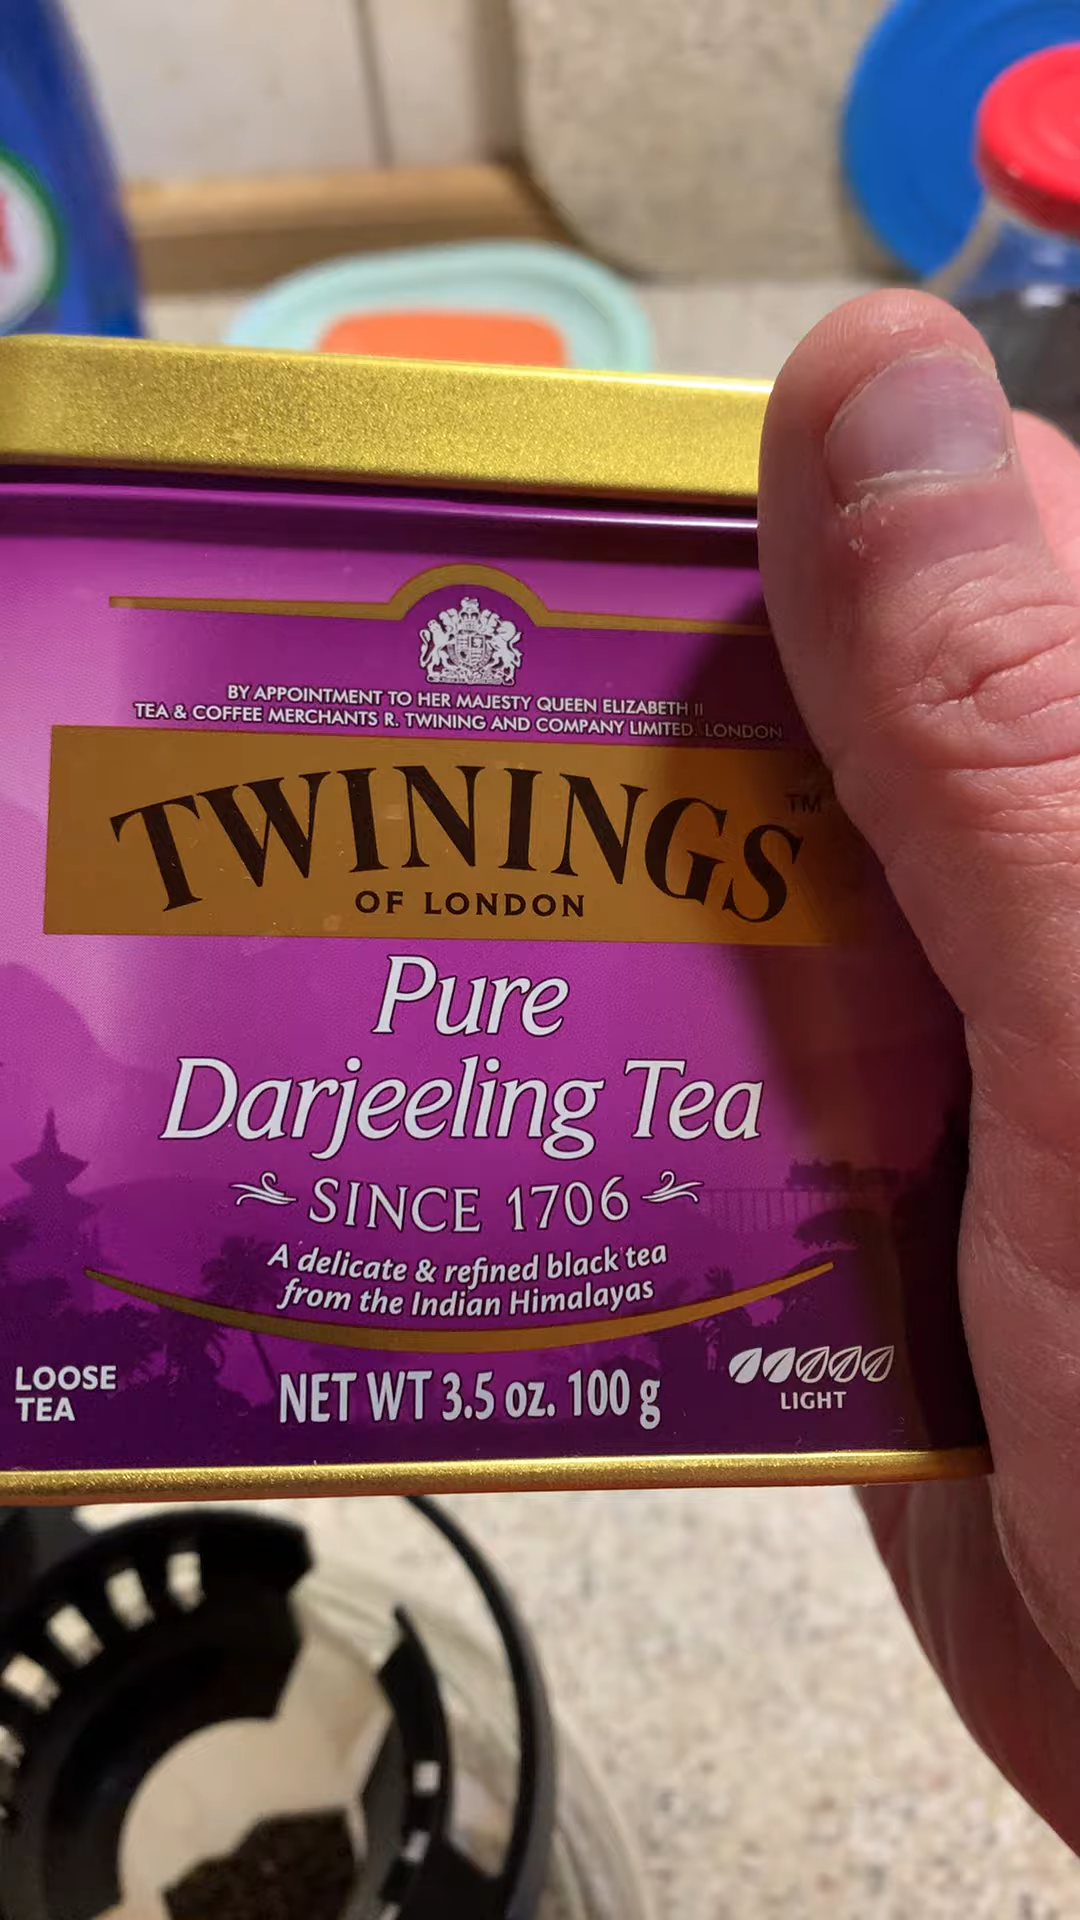 BY APPOINTMENT TO HER MAJESTY QUEEN ELIZABETH II
TEA & COFFEE MERCHANTS R. TWINING AND COMPANY LIMITED. LONDON
TWININGS™
OF LONDON
Pure
Darjeeling Tea
SINCE 1706
A delicate & refined black tea
from the Indian Himalayas
LOOSE
TEA
NET WT 3.5 oz. 100 g
LIGHT